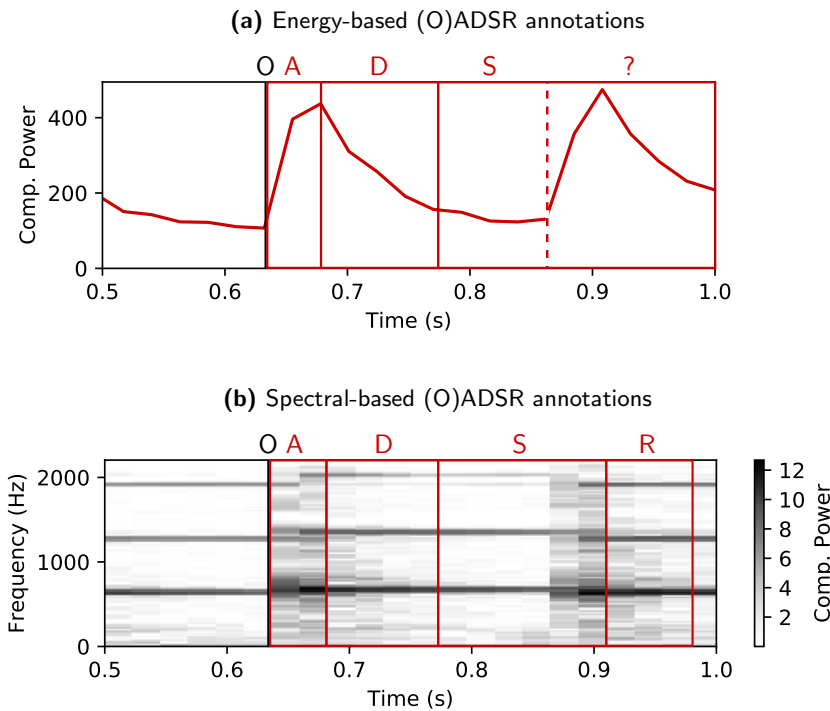 (a) Energy-based (O)ADSR annotations
O A D S ?
Comp. Power
400
200
0
0.5 0.6 0.7 0.8 0.9 1.0
Time (s)
(b) Spectral-based (O)ADSR annotations
O A D S R
Frequency (Hz)
2000
1000
0
0.5 0.6 0.7 0.8 0.9 1.0
Time (s)
12
10
8
6
4
2
Comp. Power